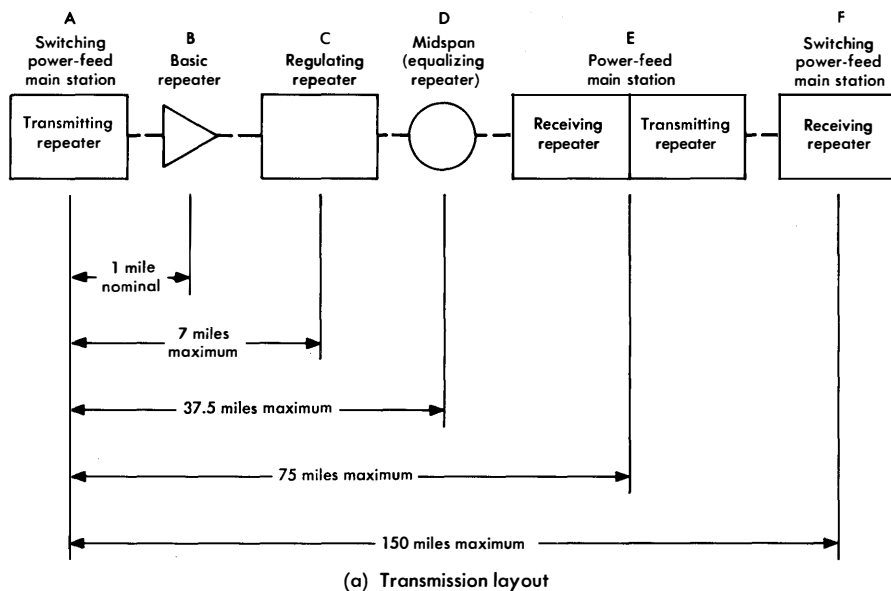 A
Switching
power-feed
main station
Transmitting
repeater
B
Basic
repeater
C
Regulating
repeater
D
Midspan
(equalizing
repeater)
E
Power-feed
main station
Receiving
repeater
Transmitting
repeater
F
Switching
power-feed
main station
Receiving
repeater
1 mile
nominal
7 miles
maximum
37.5 miles maximum
75 miles maximum
150 miles maximum
(a) Transmission layout